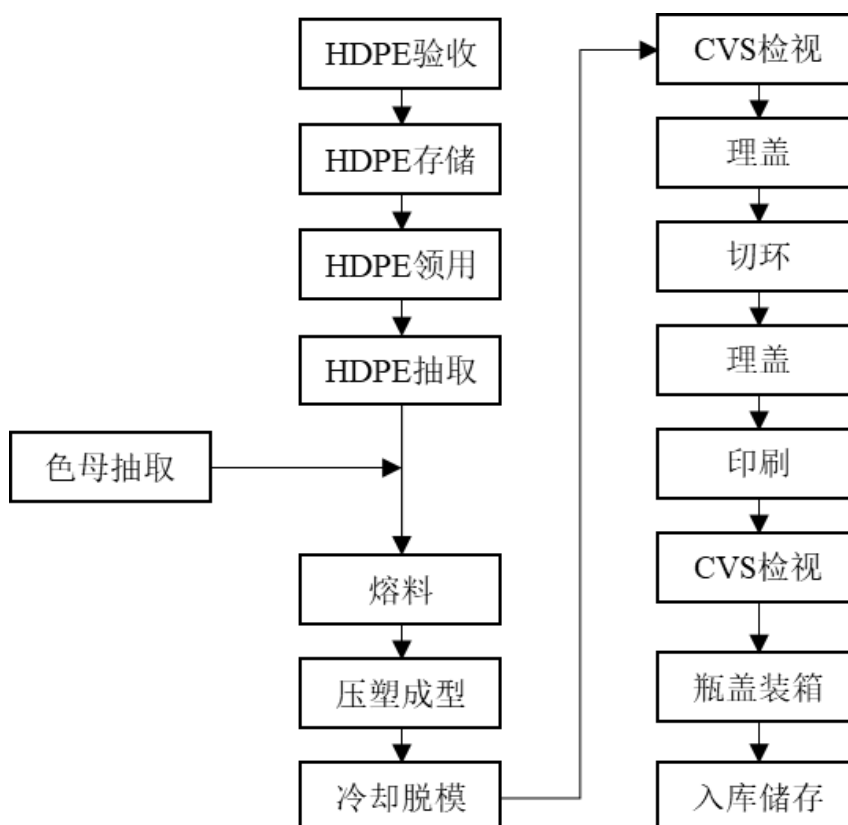 HDPE验收
HDPE存储
HDPE领用
HDPE抽取
色母抽取
熔料
压塑成型
冷却脱模
CVS检视
理盖
切环
理盖
印刷
CVS检视
瓶盖装箱
入库储存